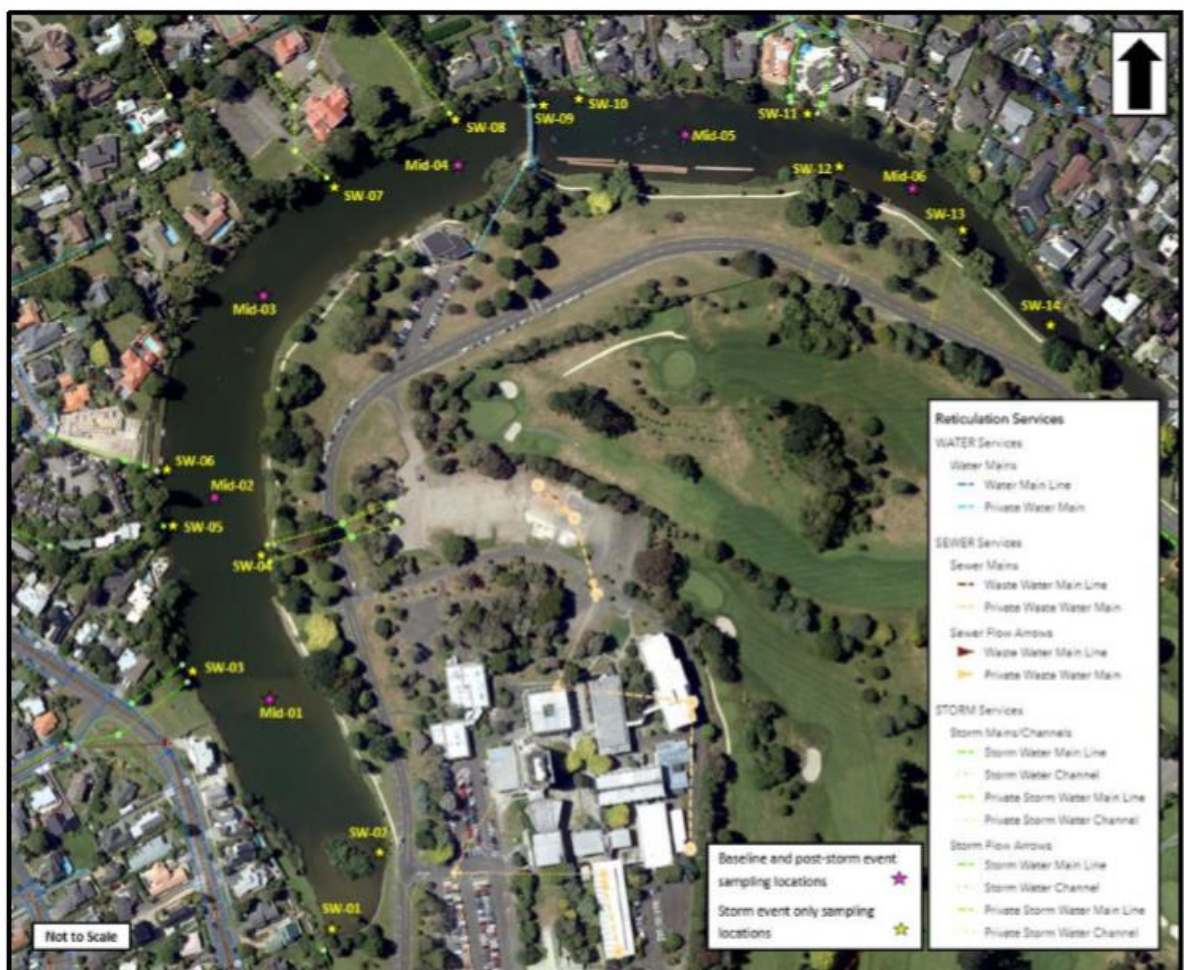 SW-10
SW-09
SW-11
SW-08
Mid-05
Mid-04
SW-12
Mid-06
SW-07
SW-13
Mid-03
SW-14
SW-06
Mid-02
SW-05
SW-04
SW-03
Mid-01
SW-02
SW-01
Not to Scale
Baseline and post-storm event
sampling locations
Storm event only sampling
locations
Reticulation Services
WATER Services
Water Mains
Water Main Line
Private Water Main
SEWER Services
Sewer Mains
Waste Water Main Line
Private Waste Water Main
Sewer Flow Arrows
Waste Water Main Line
Private Waste Water Main
STORM Services
Storm Mains/Channels
Storm Water Main Line
Storm Water Channel
Private Storm Water Main Line
Private Storm Water Channel
Storm Flow Arrows
Storm Water Main Line
Storm Water Channel
Private Storm Water Main Line
Private Storm Water Channel